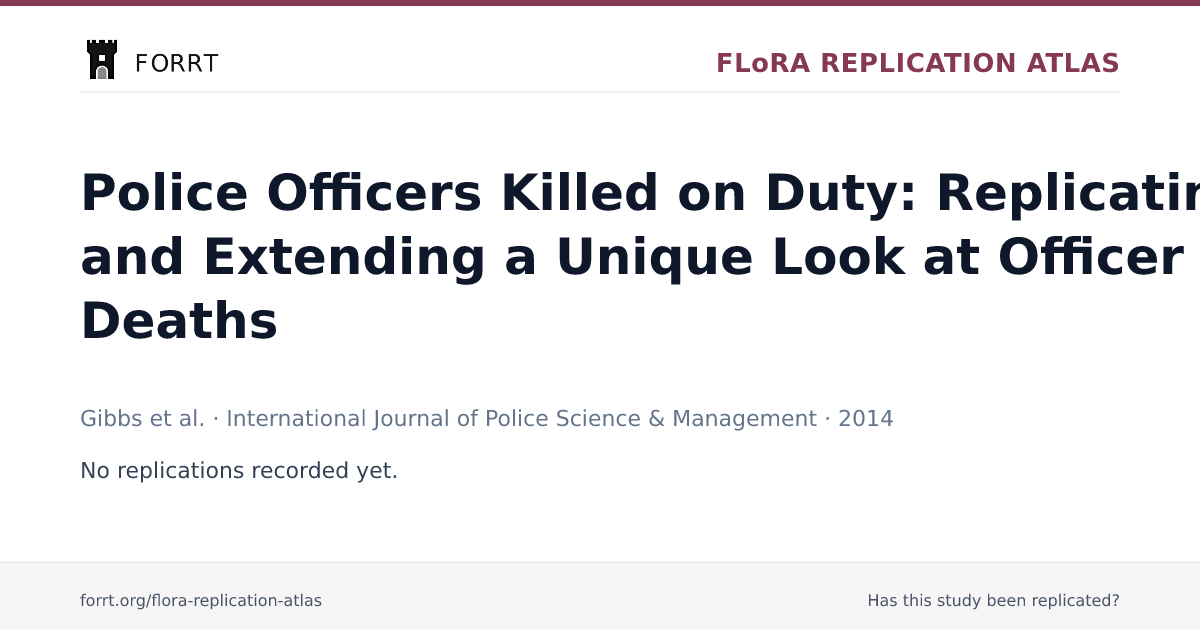 FORRT
FLoRA REPLICATION ATLAS
Police Officers Killed on Duty: Replicatin
and Extending a Unique Look at Officer
Deaths
Gibbs et al. · International Journal of Police Science & Management · 2014
No replications recorded yet.
forrt.org/flora-replication-atlas
Has this study been replicated?